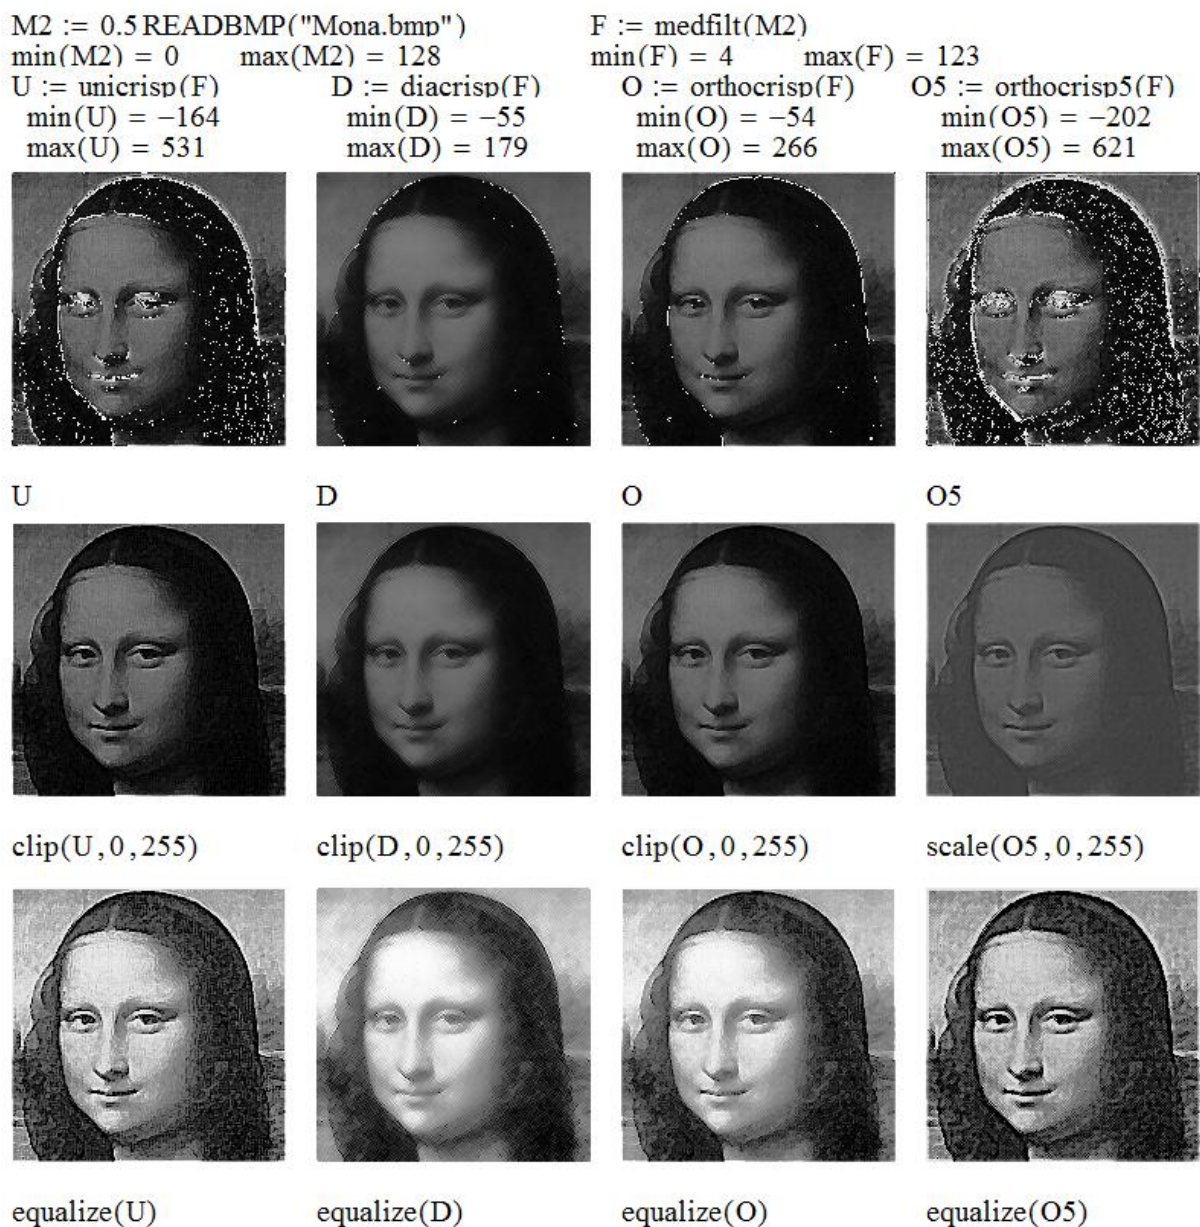 M2 := 0.5 READBMP("Mona.bmp") F := medfilt(M2)
min(M2) = 0 max(M2) = 128 min(F) = 4 max(F) = 123
U := unicrisp(F) D := diacrisp(F) O := orthocrisp(F) O5 := orthocrisp5(F)
min(U) = −164 min(D) = −55 min(O) = −54 min(O5) = −202
max(U) = 531 max(D) = 179 max(O) = 266 max(O5) = 621
U D O O5
clip(U,0,255) clip(D,0,255) clip(O,0,255) scale(O5,0,255)
equalize(U) equalize(D) equalize(O) equalize(O5)